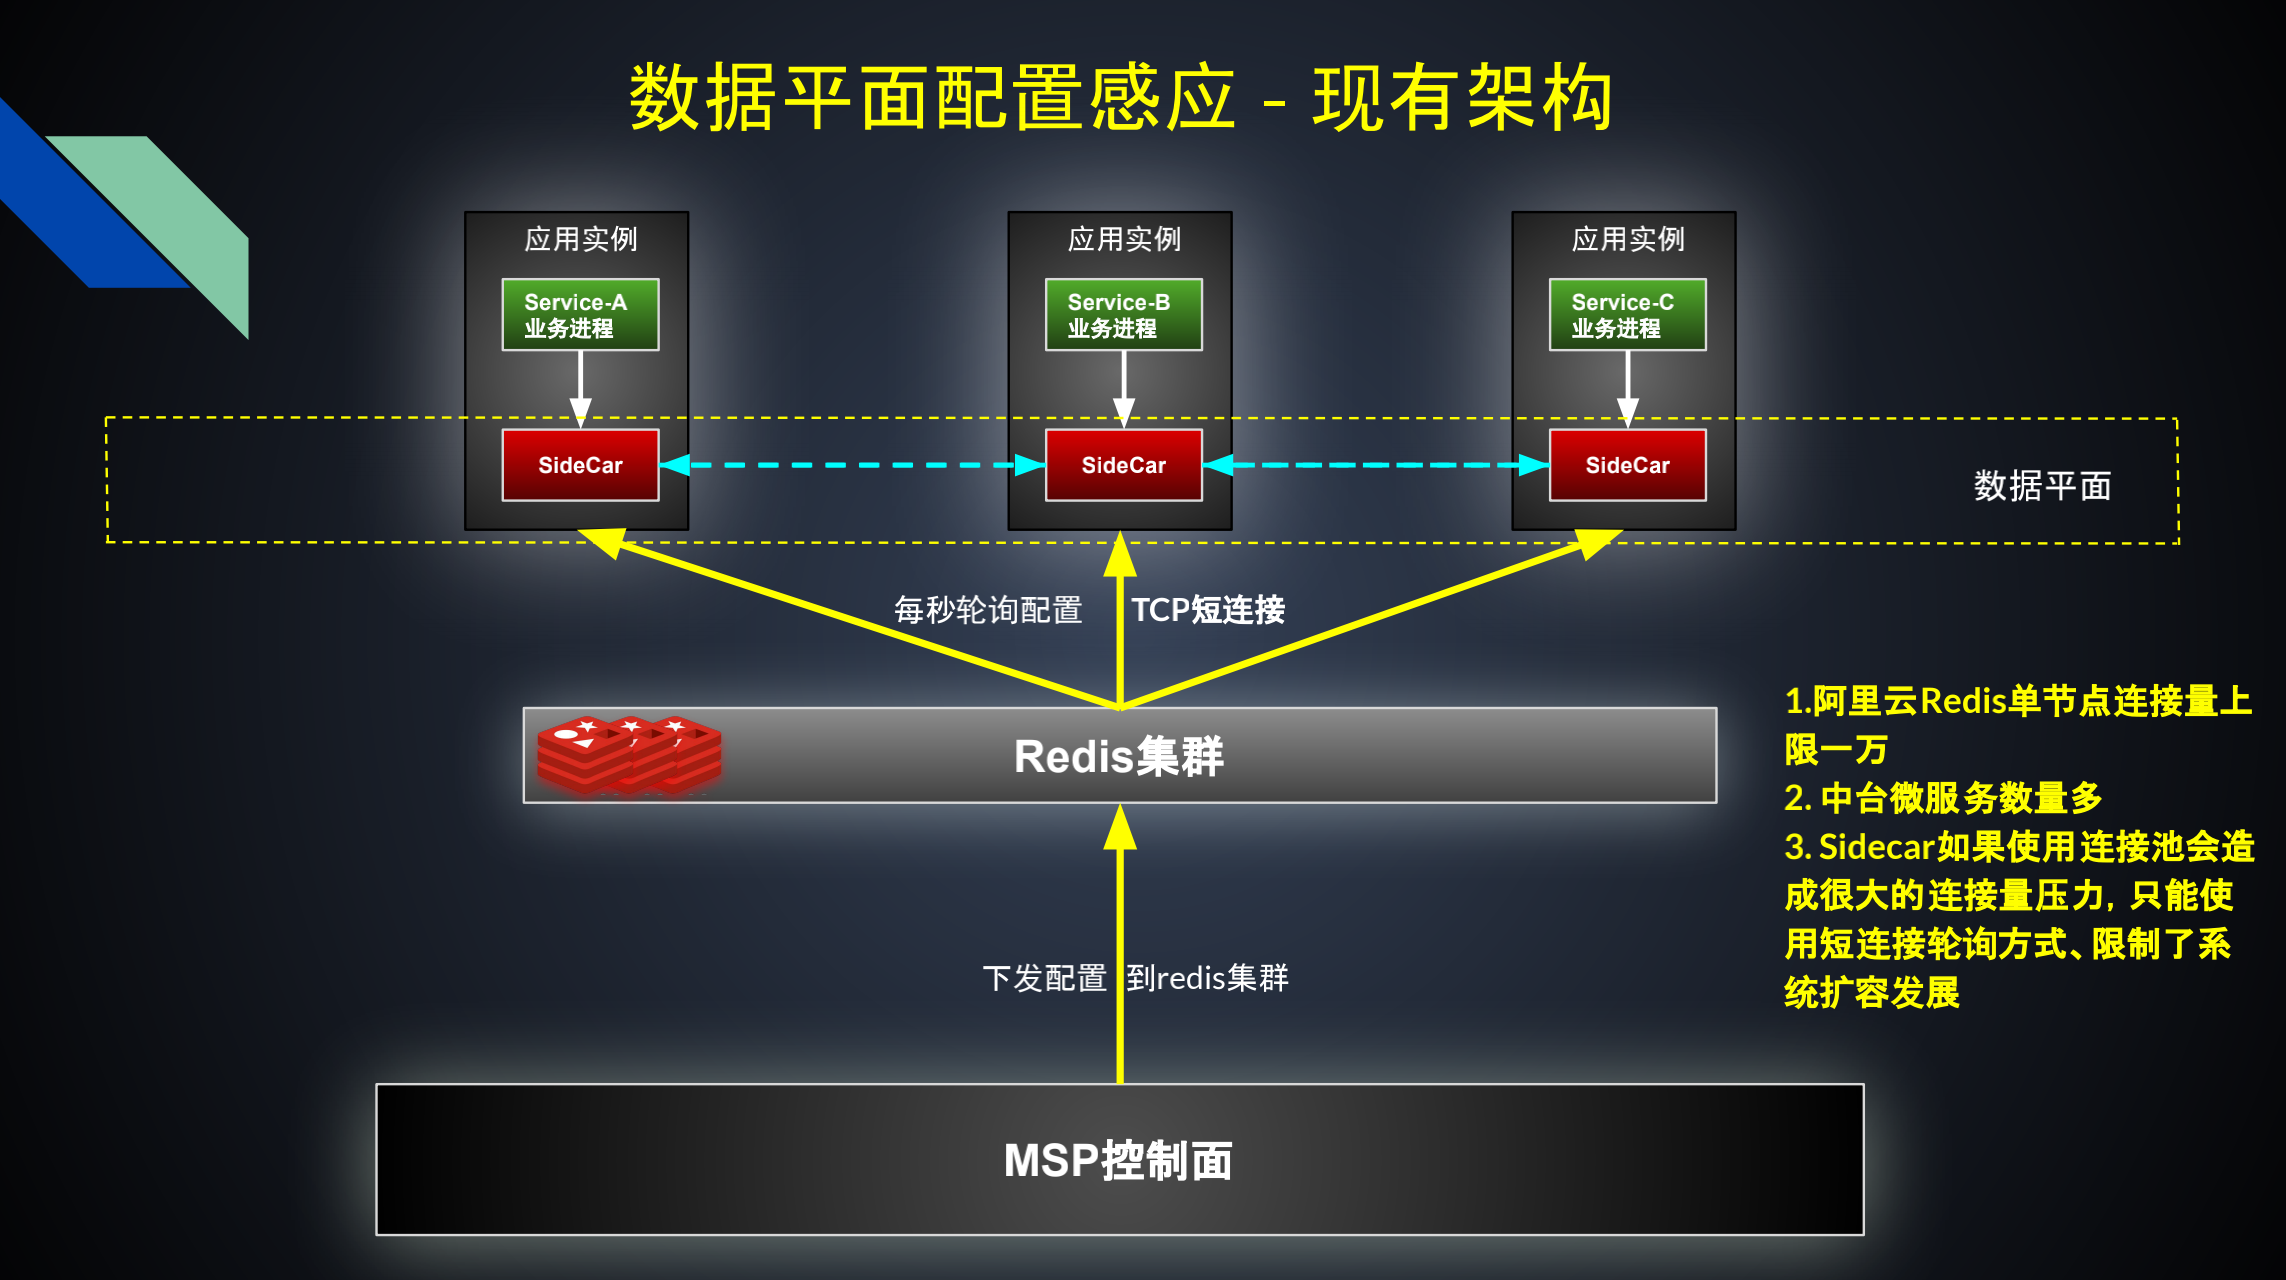 数据平面配置感应 - 现有架构
应用实例
Service-A
业务进程
SideCar
应用实例
Service-B
业务进程
SideCar
应用实例
Service-C
业务进程
SideCar
数据平面
每秒轮询配置 TCP短连接
Redis集群
1.阿里云Redis单节点连接量上
限一万
2. 中台微服务数量多
3. Sidecar如果使用连接池会造
成很大的连接量压力，只能使
用短连接轮询方式、限制了系
统扩容发展
下发配置 到redis集群
MSP控制面